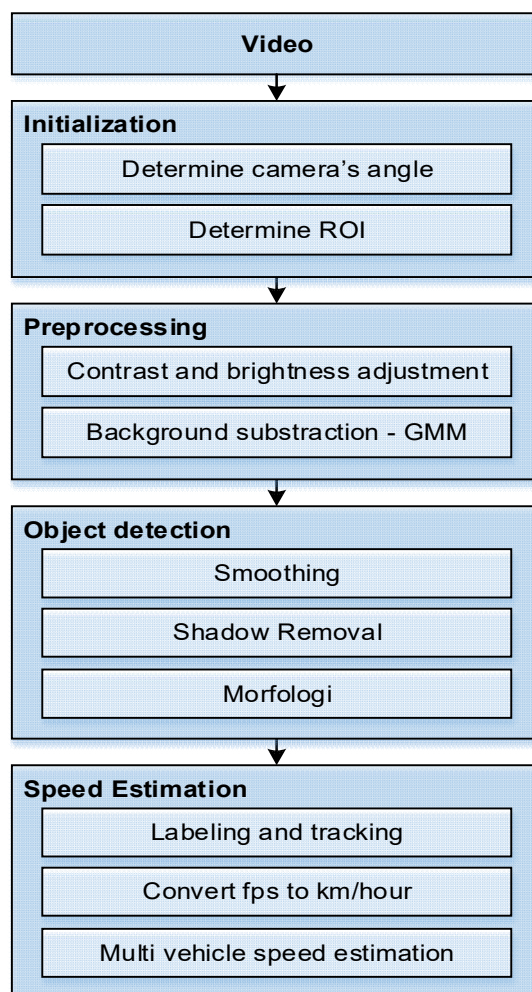 Video
Initialization
Determine camera's angle
Determine ROI
Preprocessing
Contrast and brightness adjustment
Background substraction - GMM
Object detection
Smoothing
Shadow Removal
Morfologi
Speed Estimation
Labeling and tracking
Convert fps to km/hour
Multi vehicle speed estimation